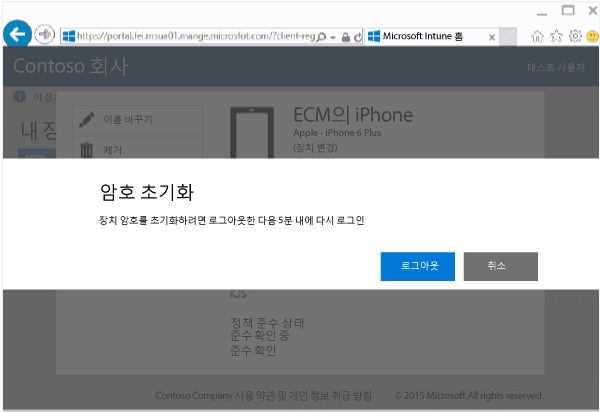 https://portal.fei.msua01.mange.microsfot.com/?client-reg
Microsoft Intune 홈
Contoso 회사
테스트 사용자
이 장
내 장
이름 바꾸기
제거
ECM의 iPhone
Apple - iPhone 6 Plus
(장치 변경)
암호 초기화
장치 암호를 초기화하려면 로그아웃한 다음 5분 내에 다시 로그인
로그아웃
취소
iOS
정책 준수 상태
준수 확인 중
준수 확인
Contoso Company 사용 약관 및 개인 정보 취급 방침
© 2015 Microsoft All rights reserved.